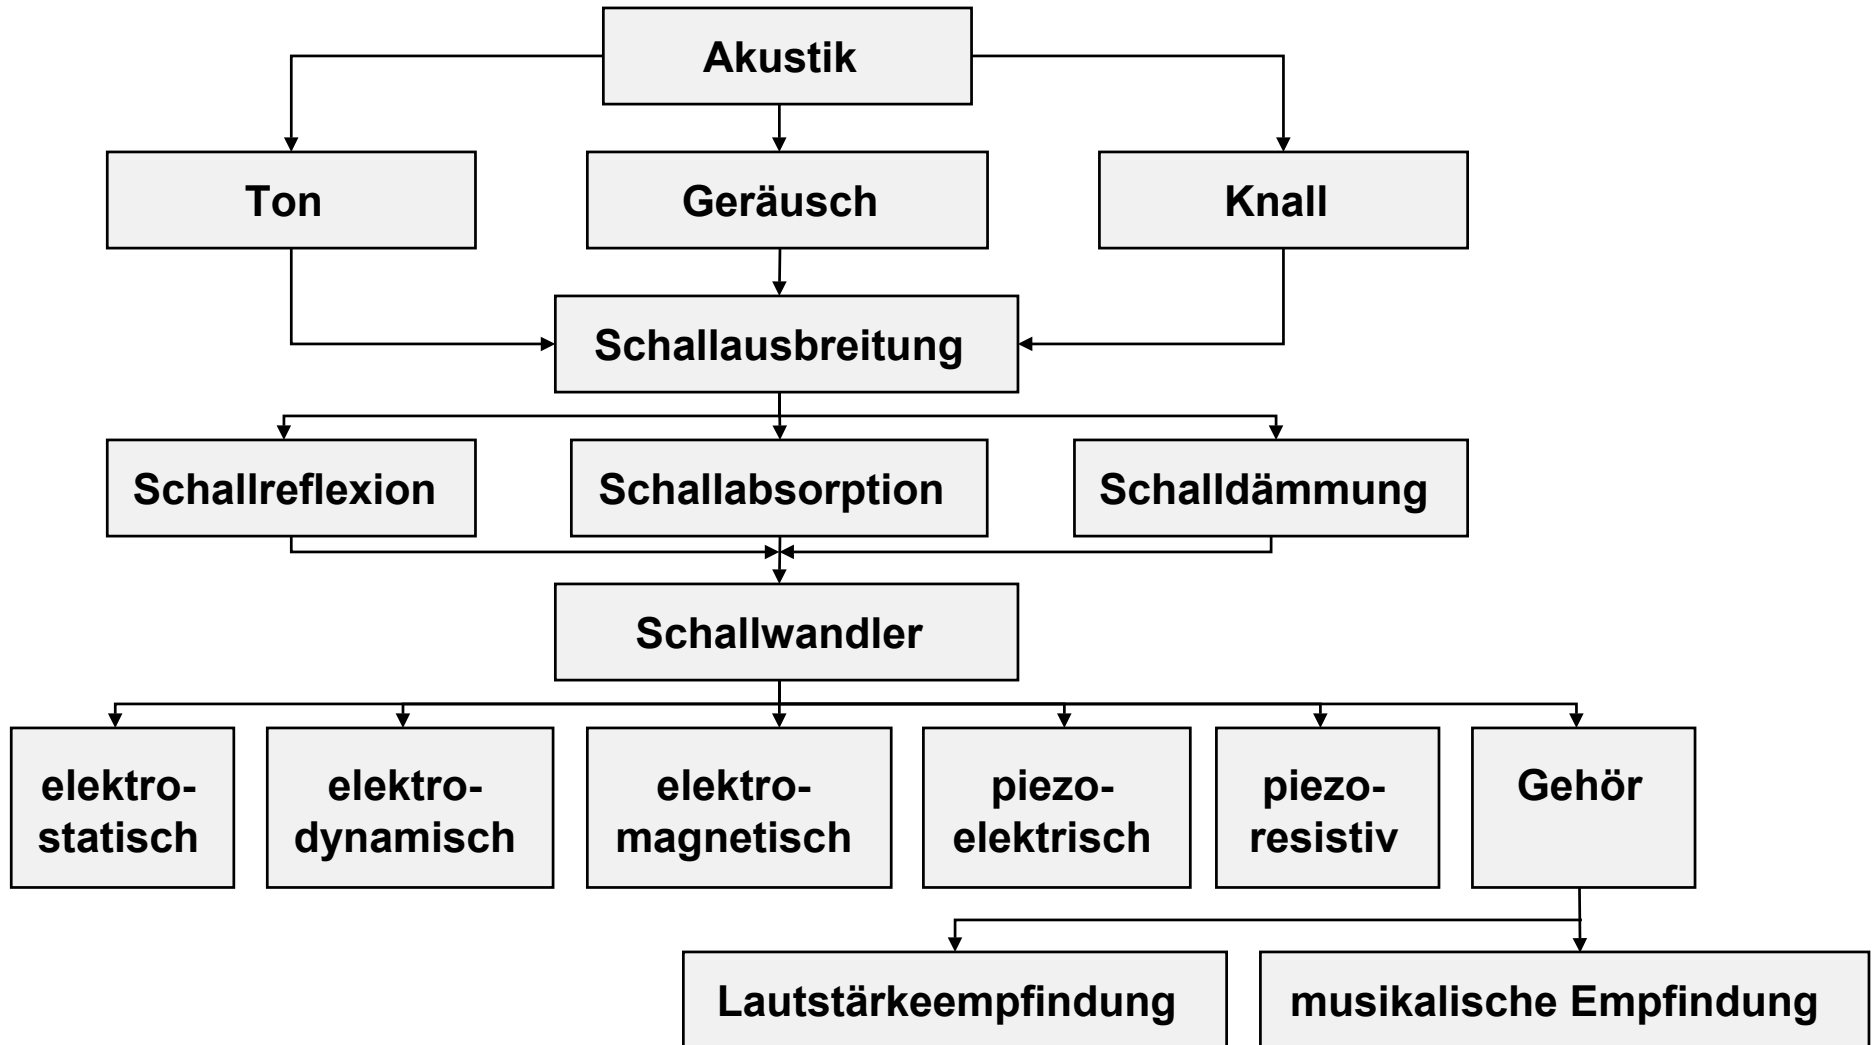 Akustik
Ton
Geräusch
Knall
Schallausbreitung
Schallreflexion
Schallabsorption
Schalldämmung
Schallwandler
elektro-
statisch
elektro-
dynamisch
elektro-
magnetisch
piezo-
elektrisch
piezo-
resistiv
Gehör
Lautstärkeempfindung
musikalische Empfindung